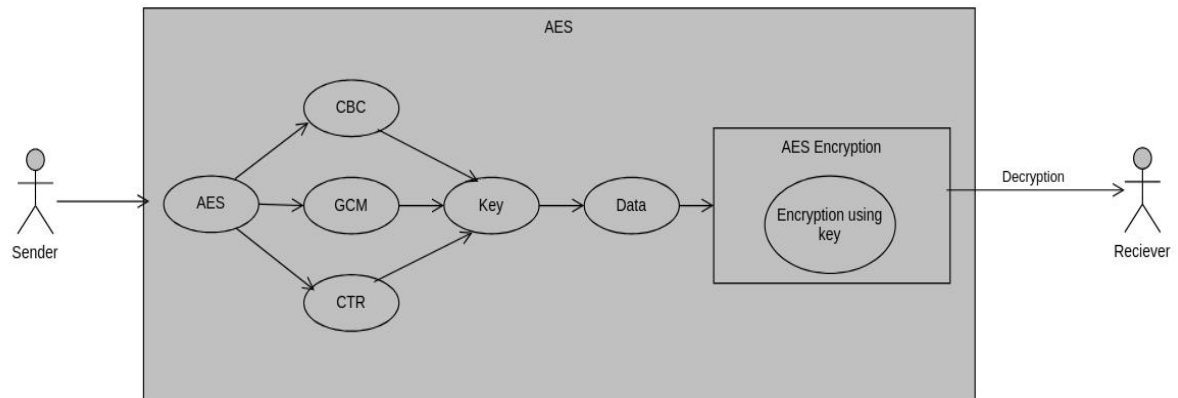 AES
CBC
AES Encryption
Decryption
AES
GCM
Key
Data
Encryption using
key
Sender
Reciever
CTR